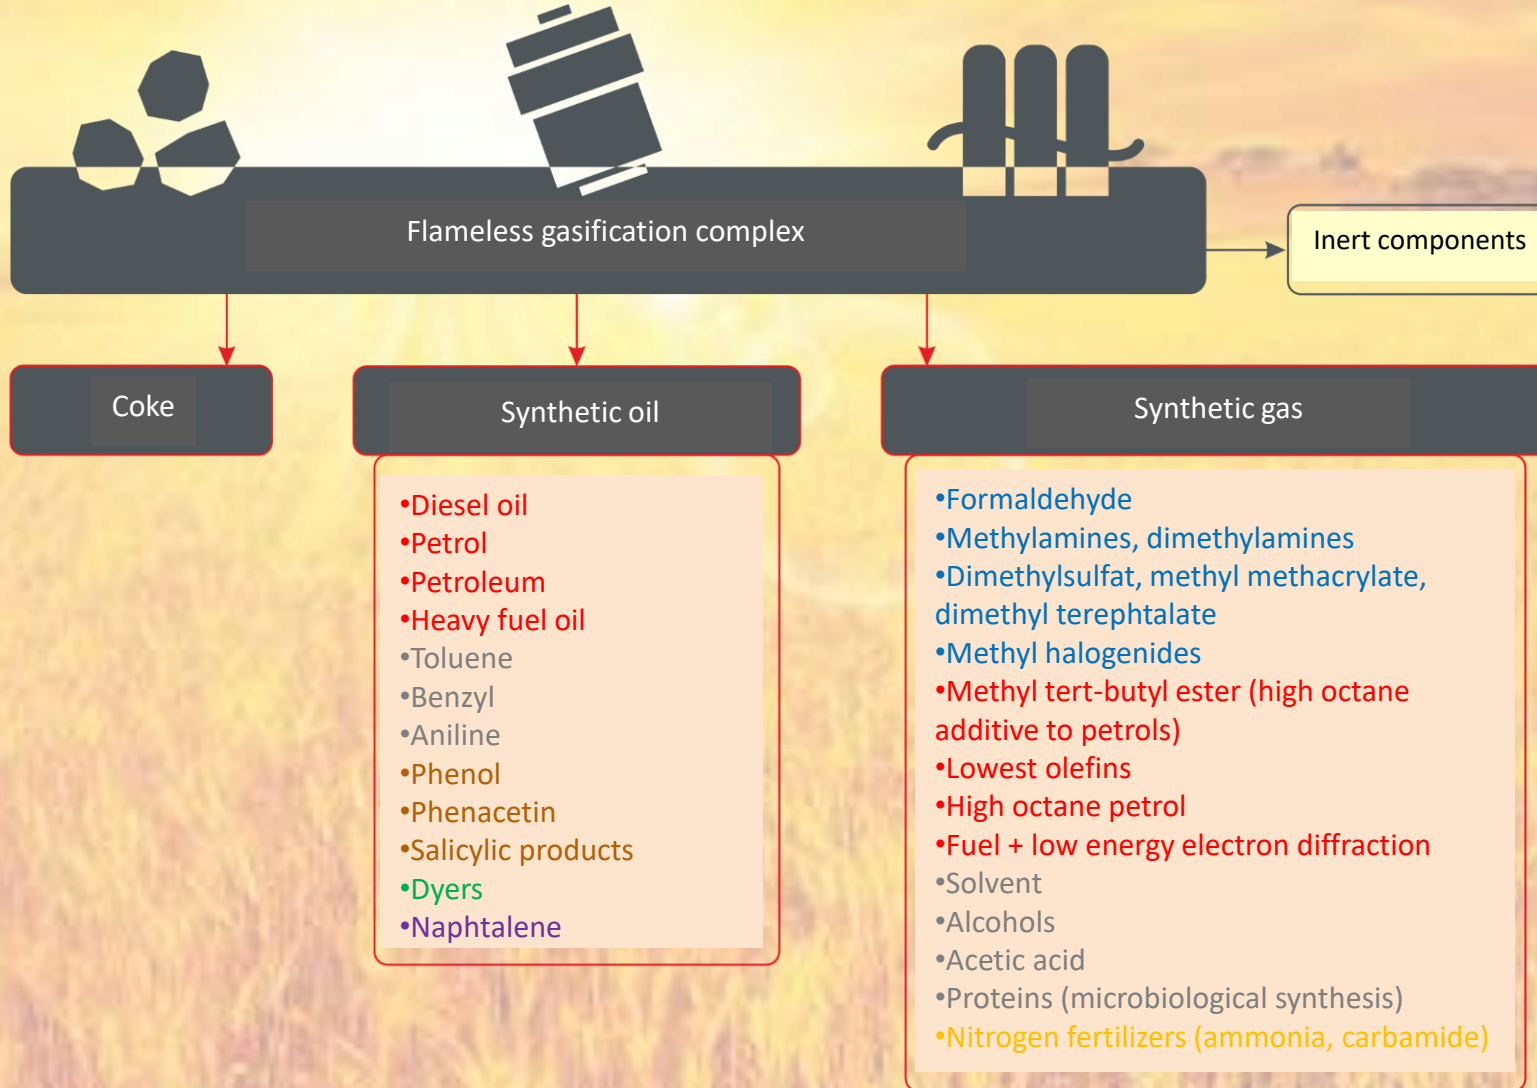 Flameless gasification complex
Inert components
Coke
Synthetic oil
Synthetic gas
•Diesel oil
•Petrol
•Petroleum
•Heavy fuel oil
•Toluene
•Benzyl
•Aniline
•Phenol
•Phenacetin
•Salicylic products
•Dyers
•Naphtalene
•Formaldehyde
•Methylamines, dimethylamines
•Dimethylsulfat, methyl methacrylate,
dimethyl terephtalate
•Methyl halogenides
•Methyl tert-butyl ester (high octane
additive to petrols)
•Lowest olefins
•High octane petrol
•Fuel + low energy electron diffraction
•Solvent
•Alcohols
•Acetic acid
•Proteins (microbiological synthesis)
•Nitrogen fertilizers (ammonia, carbamide)